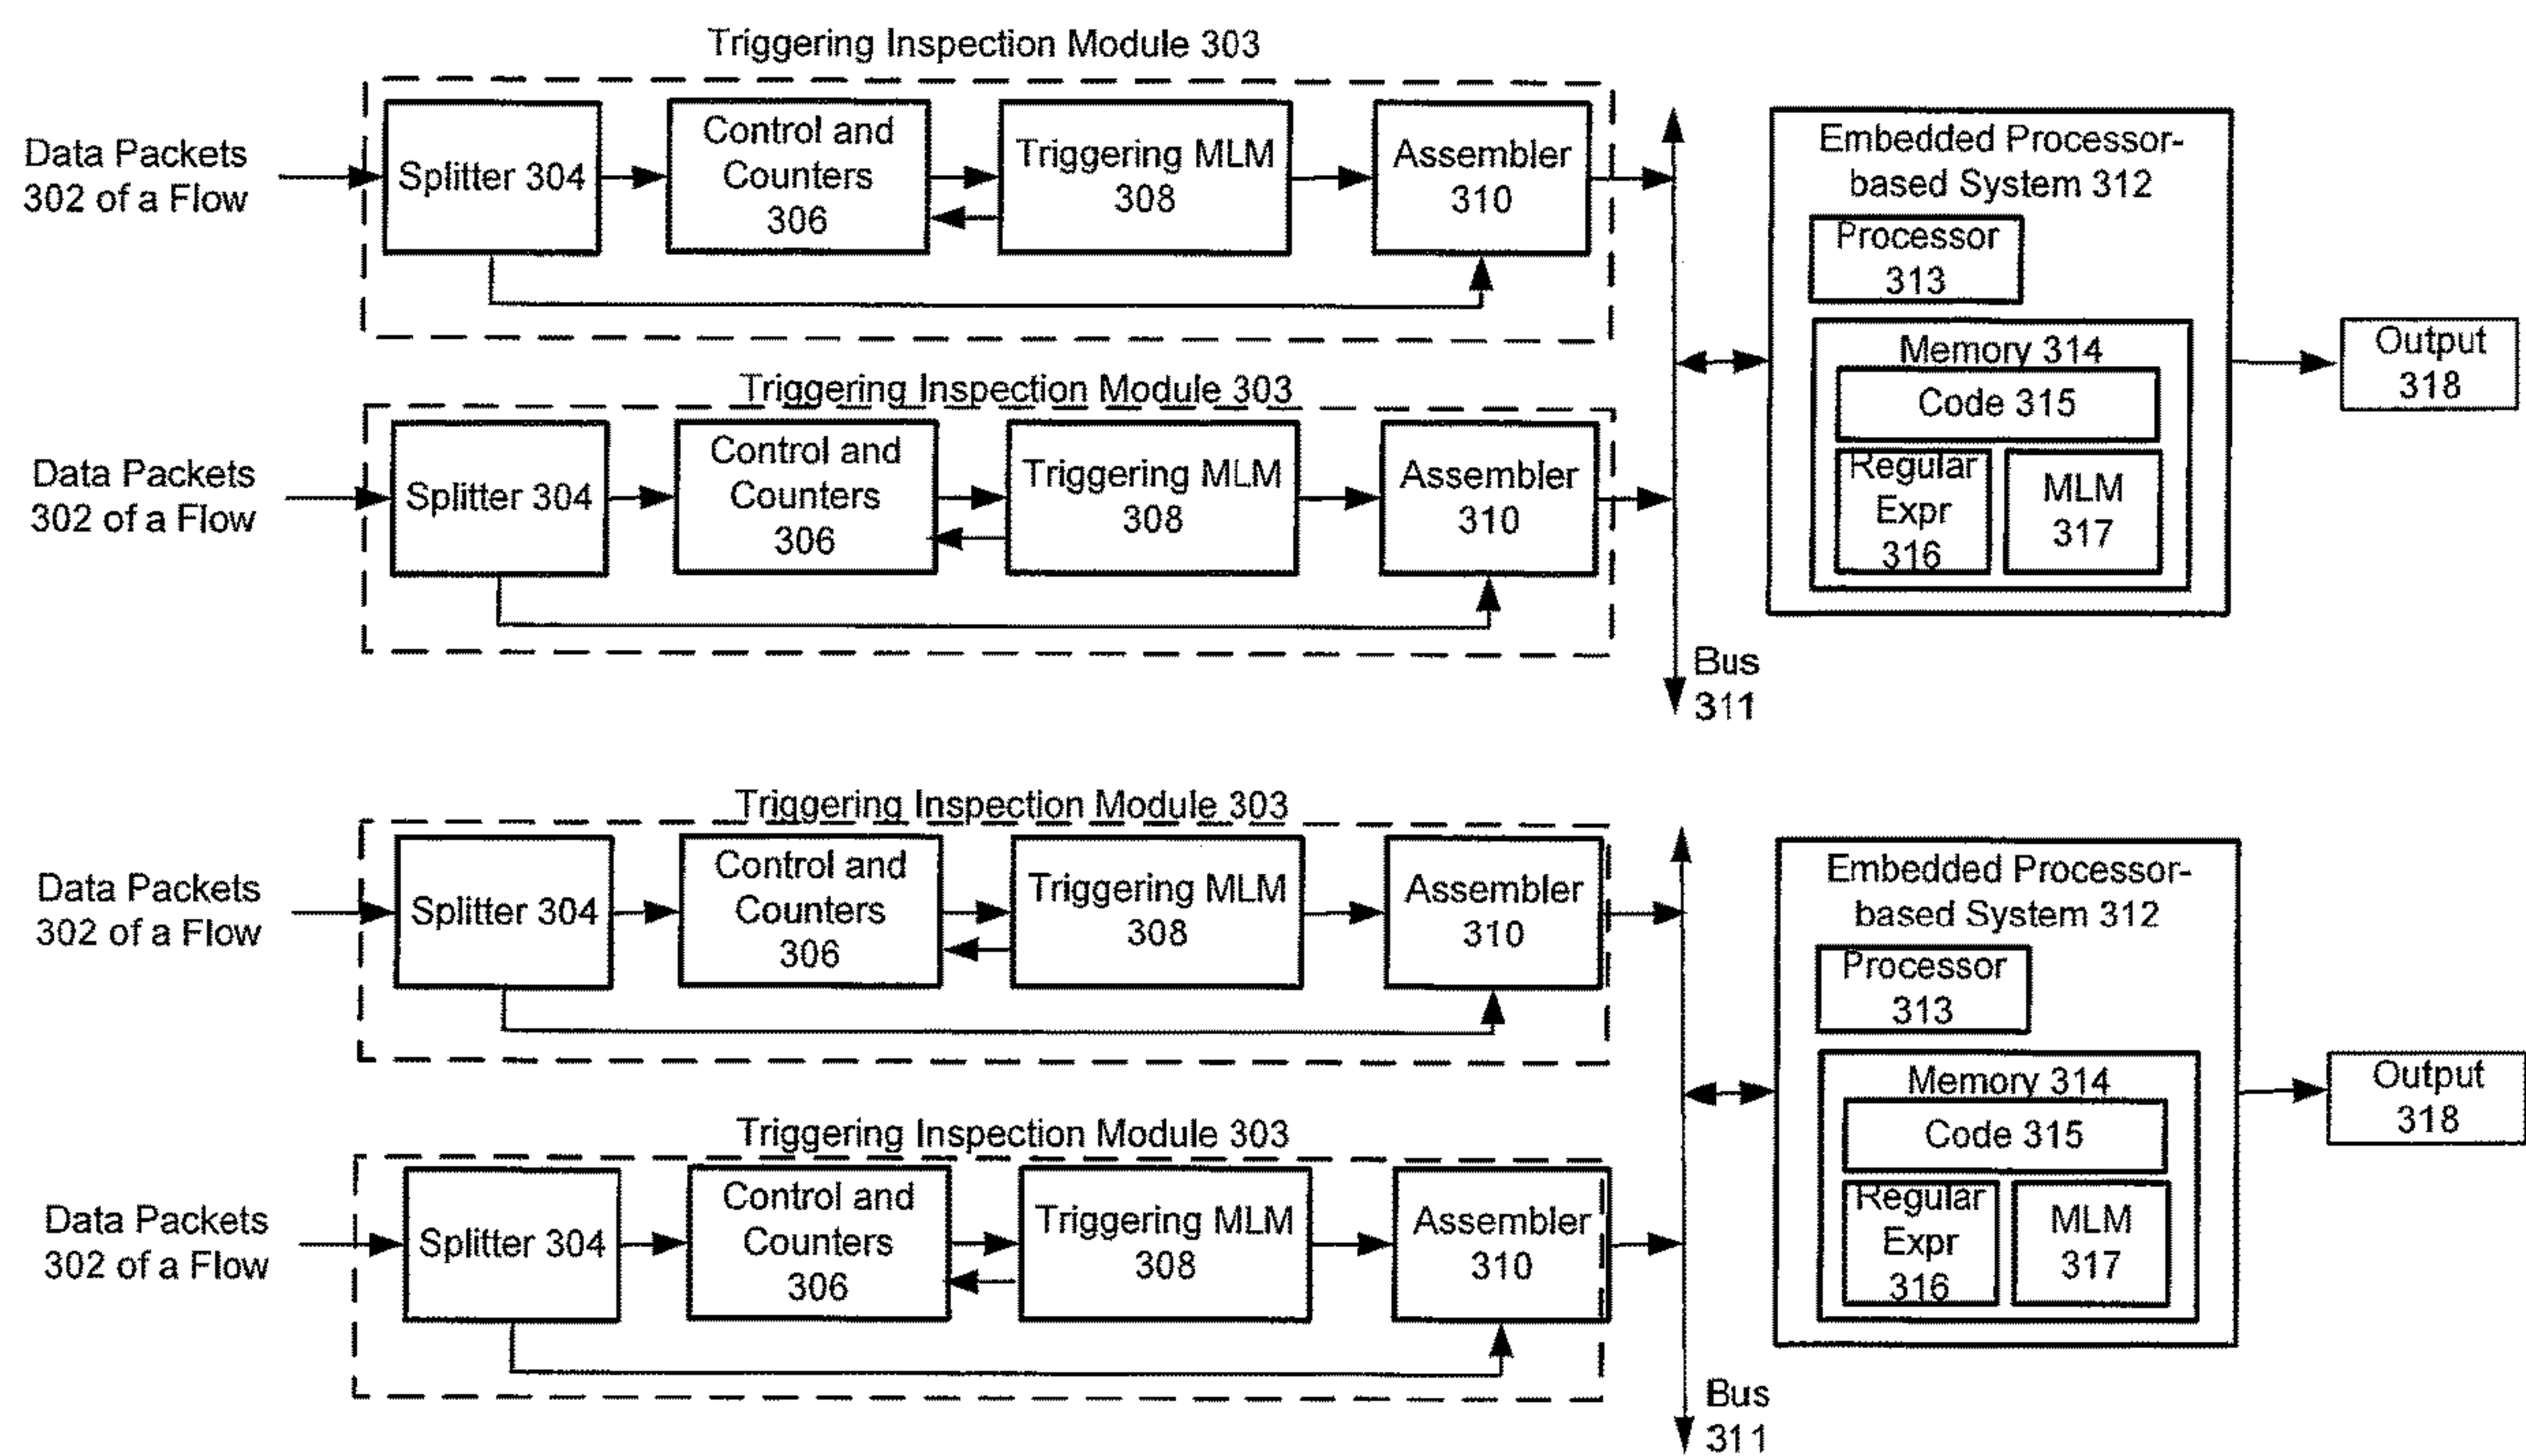 Triggering Inspection Module 303
Data Packets
302 of a Flow
Splitter 304
Control and
Counters
306
Triggering MLM
308
Assembler
310
Embedded Processor-
based System 312
Processor
313
Memory 314
Code 315
Regular
Expr
316
MLM
317
Output
318
Triggering Inspection Module 303
Data Packets
302 of a Flow
Splitter 304
Control and
Counters
306
Triggering MLM
308
Assembler
310
Bus
311
Triggering Inspection Module 303
Data Packets
302 of a Flow
Splitter 304
Control and
Counters
306
Triggering MLM
308
Assembler
310
Embedded Processor-
based System 312
Processor
313
Memory 314
Code 315
Regular
Expr
316
MLM
317
Output
318
Triggering Inspection Module 303
Data Packets
302 of a Flow
Splitter 304
Control and
Counters
306
Triggering MLM
308
Assembler
310
Bus
311